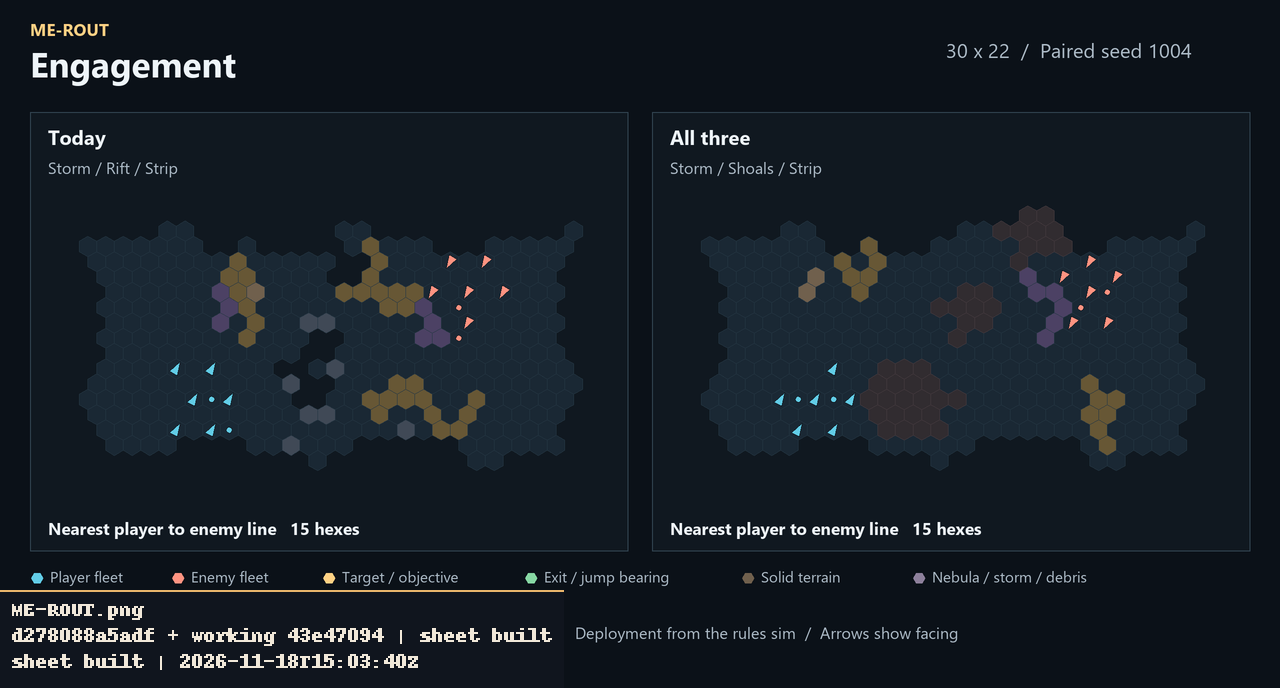 ME-ROUT
Engagement
30 x 22 / Paired seed 1004
Today
Storm / Rift / Strip
Nearest player to enemy line 15 hexes
All three
Storm / Shoals / Strip
Nearest player to enemy line 15 hexes
Player fleet
Enemy fleet
Target / objective
Exit / jump bearing
Solid terrain
Nebula / storm / debris
ME-ROUT.png
d278088a5adf + working 43e47094 | sheet built
sheet built | 2026-11-18T15:03:40Z
Deployment from the rules sim / Arrows show facing